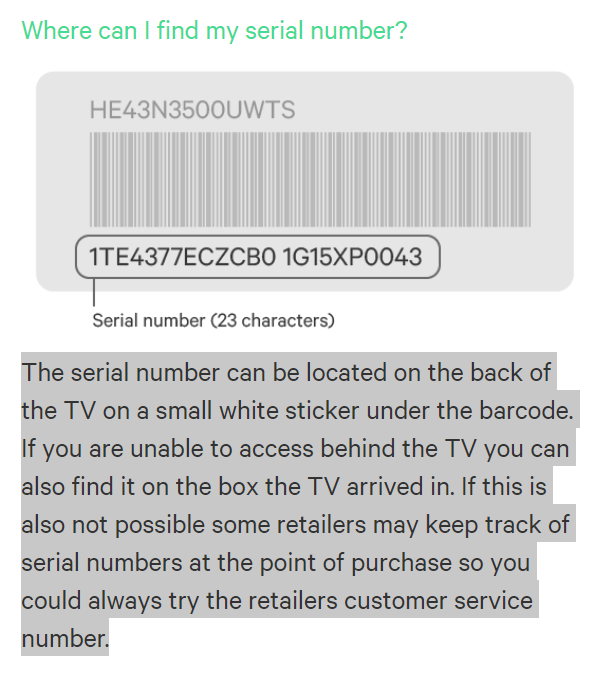 Where can I find my serial number?
HE43N3500UWTS
1TE4377ECZCB0 1G15XP0043
Serial number (23 characters)
The serial number can be located on the back of
the TV on a small white sticker under the barcode.
If you are unable to access behind the TV you can
also find it on the box the TV arrived in. If this is
also not possible some retailers may keep track of
serial numbers at the point of purchase so you
could always try the retailers customer service
number.